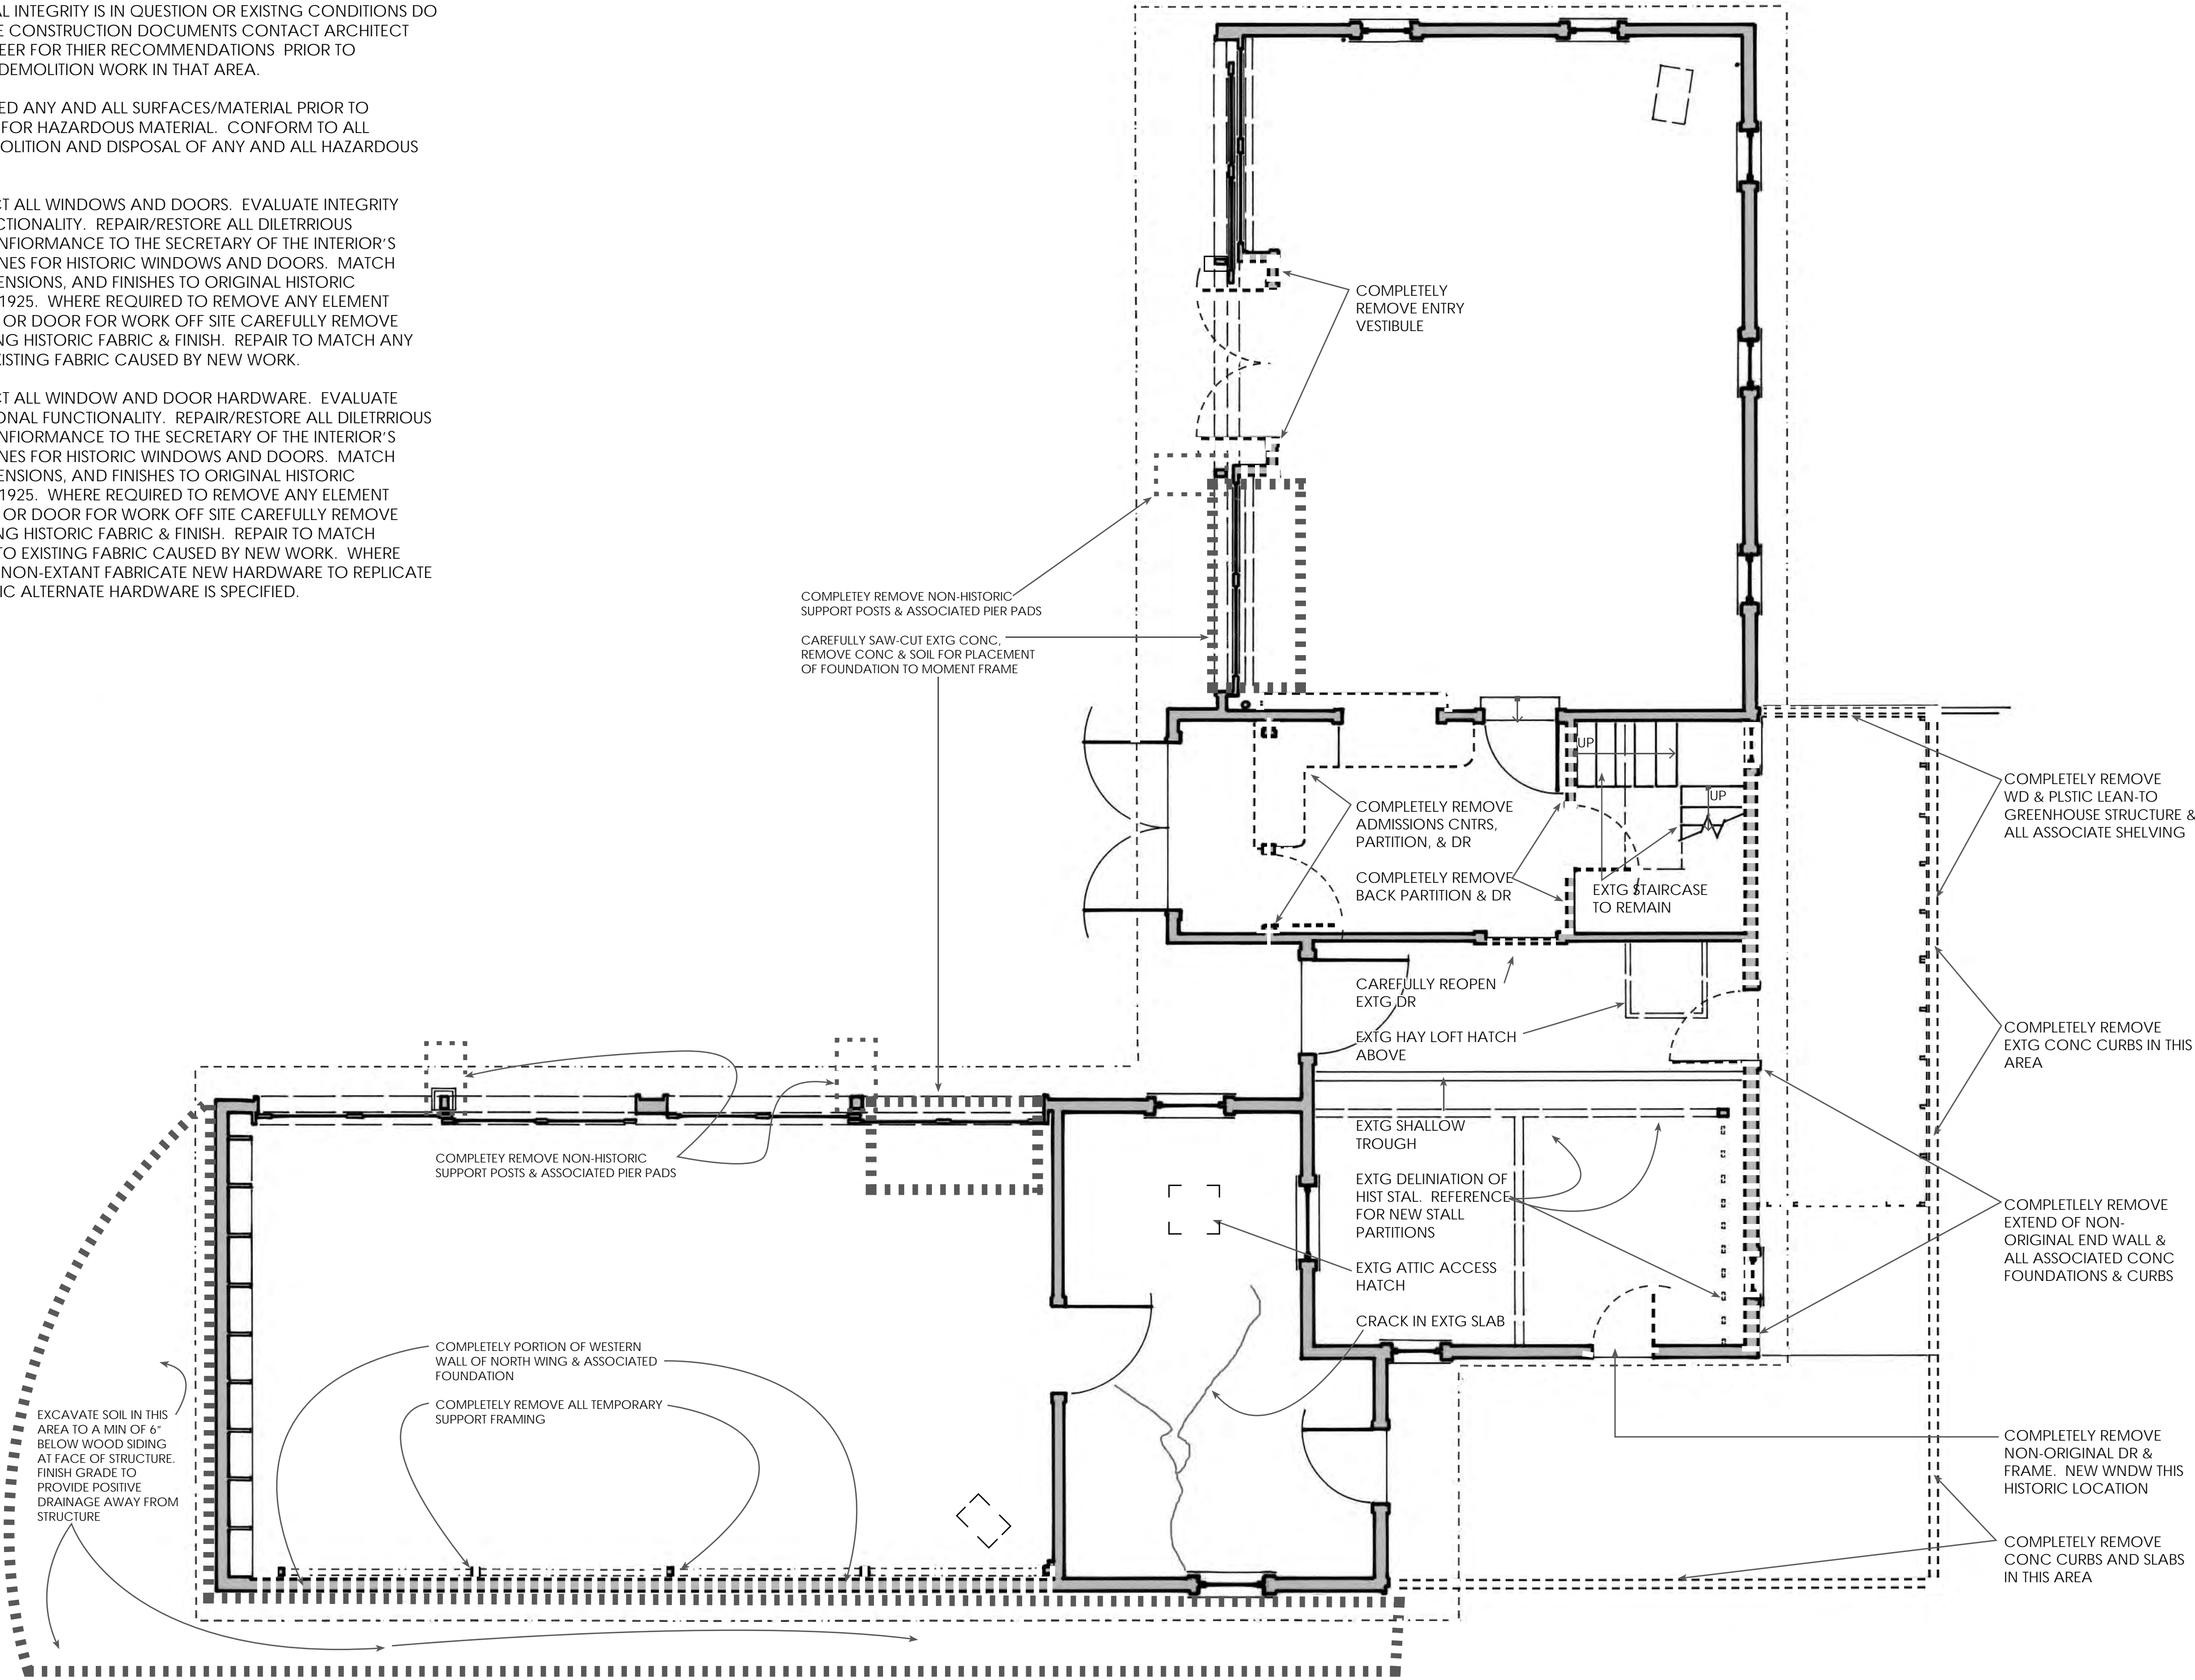 AL INTEGRITY IS IN QUESTION OR EXISTNG CONDITIONS DO
E CONSTRUCTION DOCUMENTS CONTACT ARCHITECT
EER FOR THIER RECOMMENDATIONS PRIOR TO
DEMOLITION WORK IN THAT AREA.
ED ANY AND ALL SURFACES/MATERIAL PRIOR TO
FOR HAZARDOUS MATERIAL. CONFORM TO ALL
OLITION AND DISPOSAL OF ANY AND ALL HAZARDOUS
CT ALL WINDOWS AND DOORS. EVALUATE INTEGRITY
CTIONALITY. REPAIR/RESTORE ALL DILETRRIOUS
NFIORMANCE TO THE SECRETARY OF THE INTERIOR'S
NES FOR HISTORIC WINDOWS AND DOORS. MATCH
ENSIONS, AND FINISHES TO ORIGINAL HISTORIC
1925. WHERE REQUIRED TO REMOVE ANY ELEMENT
OR DOOR FOR WORK OFF SITE CAREFULLY REMOVE
NG HISTORIC FABRIC & FINISH. REPAIR TO MATCH ANY
XISTING FABRIC CAUSED BY NEW WORK.
CT ALL WINDOW AND DOOR HARDWARE. EVALUATE
ONAL FUNCTIONALITY. REPAIR/RESTORE ALL DILETRRIOUS
NFIORMANCE TO THE SECRETARY OF THE INTERIOR'S
NES FOR HISTORIC WINDOWS AND DOORS. MATCH
ENSIONS, AND FINISHES TO ORIGINAL HISTORIC
1925. WHERE REQUIRED TO REMOVE ANY ELEMENT
OR DOOR FOR WORK OFF SITE CAREFULLY REMOVE
NG HISTORIC FABRIC & FINISH. REPAIR TO MATCH
TO EXISTING FABRIC CAUSED BY NEW WORK. WHERE
NON-EXTANT FABRICATE NEW HARDWARE TO REPLICATE
IC ALTERNATE HARDWARE IS SPECIFIED.
COMPLETELY
REMOVE ENTRY
VESTIBULE
COMPLETEY REMOVE NON-HISTORIC
SUPPORT POSTS & ASSOCIATED PIER PADS
CAREFULLY SAW-CUT EXTG CONC,
REMOVE CONC & SOIL FOR PLACEMENT
OF FOUNDATION TO MOMENT FRAME
UP
UP
COMPLETELY REMOVE
ADMISSIONS CNTRS,
PARTITION, & DR
COMPLETELY REMOVE
BACK PARTITION & DR
EXTG STAIRCASE
TO REMAIN
COMPLETELY REMOVE
WD & PLSTIC LEAN-TO
GREENHOUSE STRUCTURE &
ALL ASSOCIATE SHELVING
CAREFULLY REOPEN
EXTG DR
EXTG HAY LOFT HATCH
ABOVE
COMPLETELY REMOVE
EXTG CONC CURBS IN THIS
AREA
EXTG SHALLOW
TROUGH
COMPLETEY REMOVE NON-HISTORIC
SUPPORT POSTS & ASSOCIATED PIER PADS
EXTG DELINIATION OF
HIST STAL. REFERENCE
FOR NEW STALL
PARTITIONS
COMPLETLELY REMOVE
EXTEND OF NON-
ORIGINAL END WALL &
ALL ASSOCIATED CONC
FOUNDATIONS & CURBS
EXTG ATTIC ACCESS
HATCH
CRACK IN EXTG SLAB
COMPLETELY PORTION OF WESTERN
WALL OF NORTH WING & ASSOCIATED
FOUNDATION
COMPLETELY REMOVE ALL TEMPORARY
SUPPORT FRAMING
EXCAVATE SOIL IN THIS
AREA TO A MIN OF 6"
BELOW WOOD SIDING
AT FACE OF STRUCTURE.
FINISH GRADE TO
PROVIDE POSITIVE
DRAINAGE AWAY FROM
STRUCTURE
COMPLETELY REMOVE
NON-ORIGINAL DR &
FRAME. NEW WNDW THIS
HISTORIC LOCATION
COMPLETELY REMOVE
CONC CURBS AND SLABS
IN THIS AREA